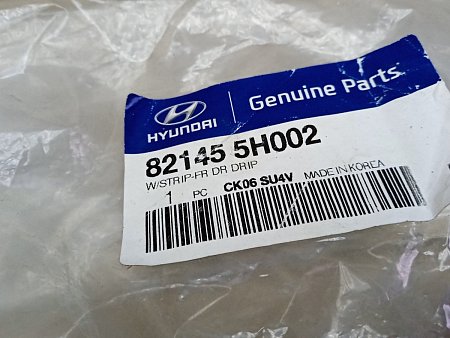 HYUNDAI
Genuine Parts
82145 5H002
W/STRIP-FR DR DRIP
1 PC CK06 SU4V MADE IN KOREA